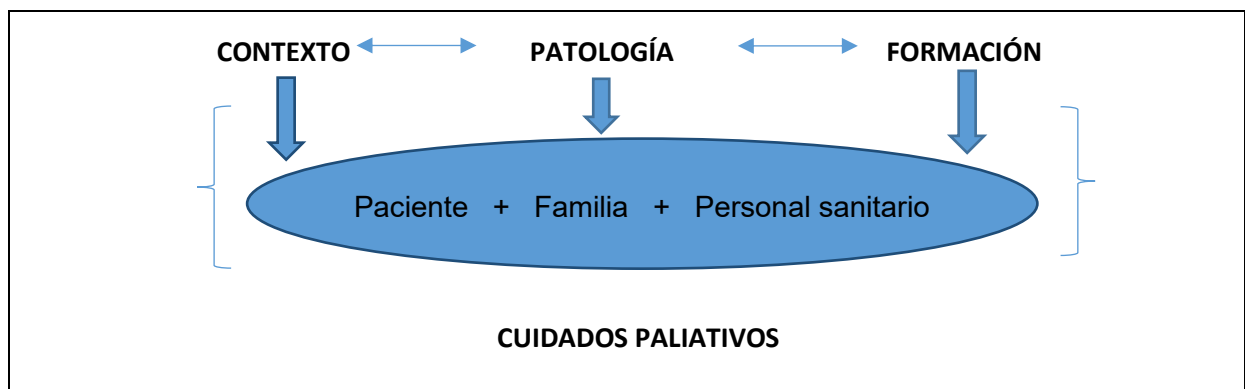 CONTEXTO PATOLOGÍA FORMACIÓN
Paciente + Familia + Personal sanitario
CUIDADOS PALIATIVOS